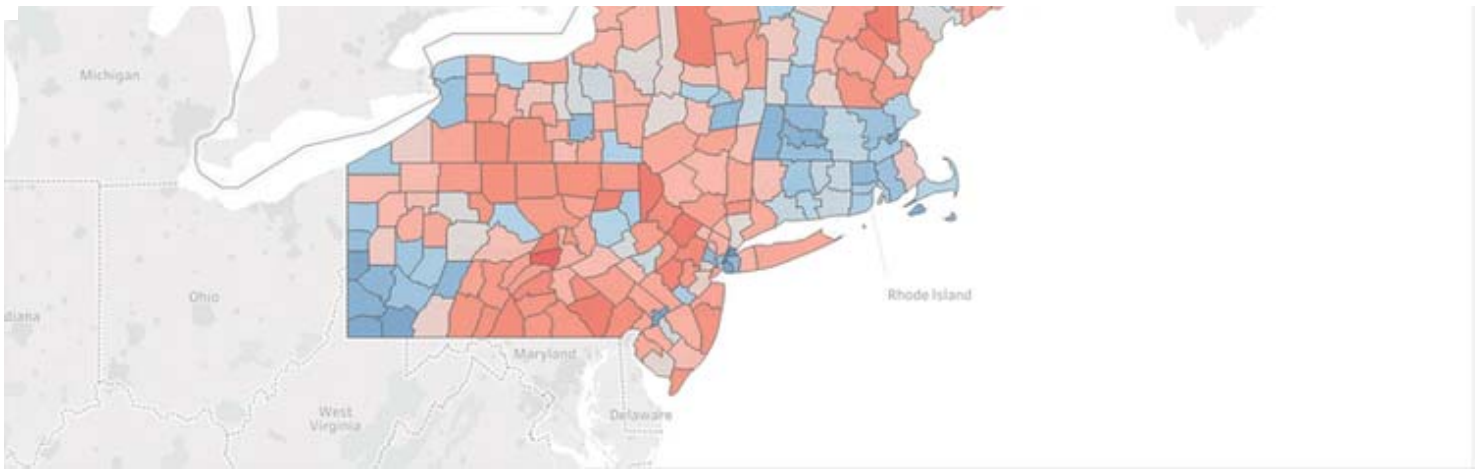 Michigan
Ohio
diana
Rhode Island
Maryland
West
Virginia
Delaware